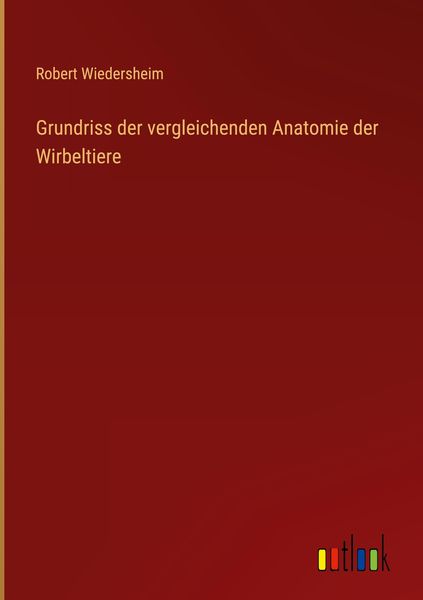 Robert Wiedersheim
Grundriss der vergleichenden Anatomie der
Wirbeltiere
outlook